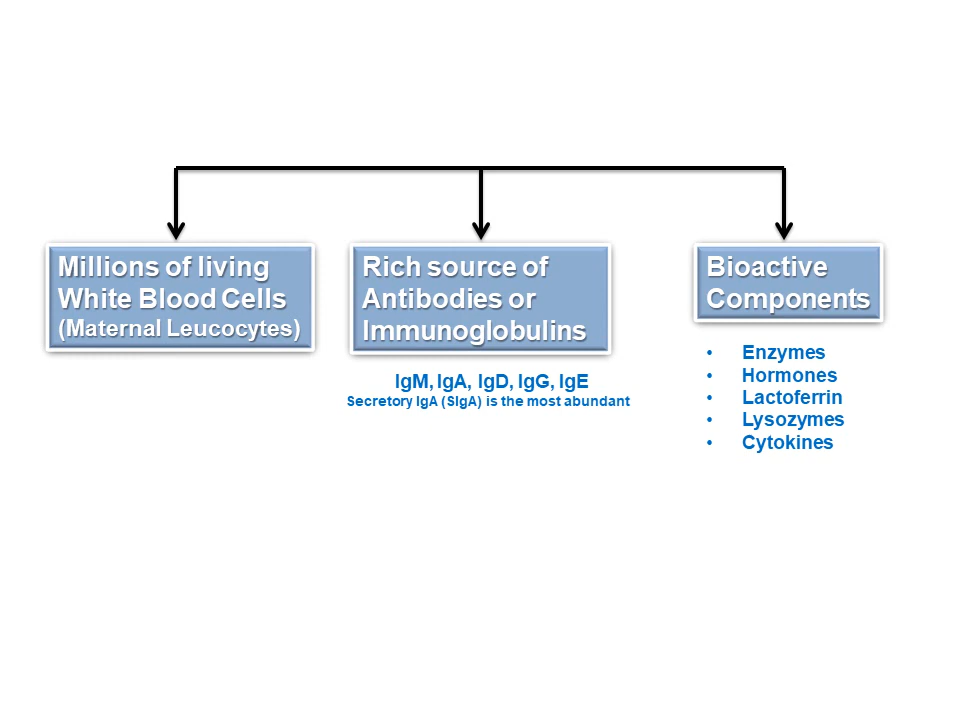 Millions of living
White Blood Cells
(Maternal Leucocytes)
Rich source of
Antibodies or
Immunoglobulins
IgM, IgA, IgD, IgG, IgE
Secretory IgA (SIgA) is the most abundant
Bioactive
Components
• Enzymes
• Hormones
• Lactoferrin
• Lysozymes
• Cytokines